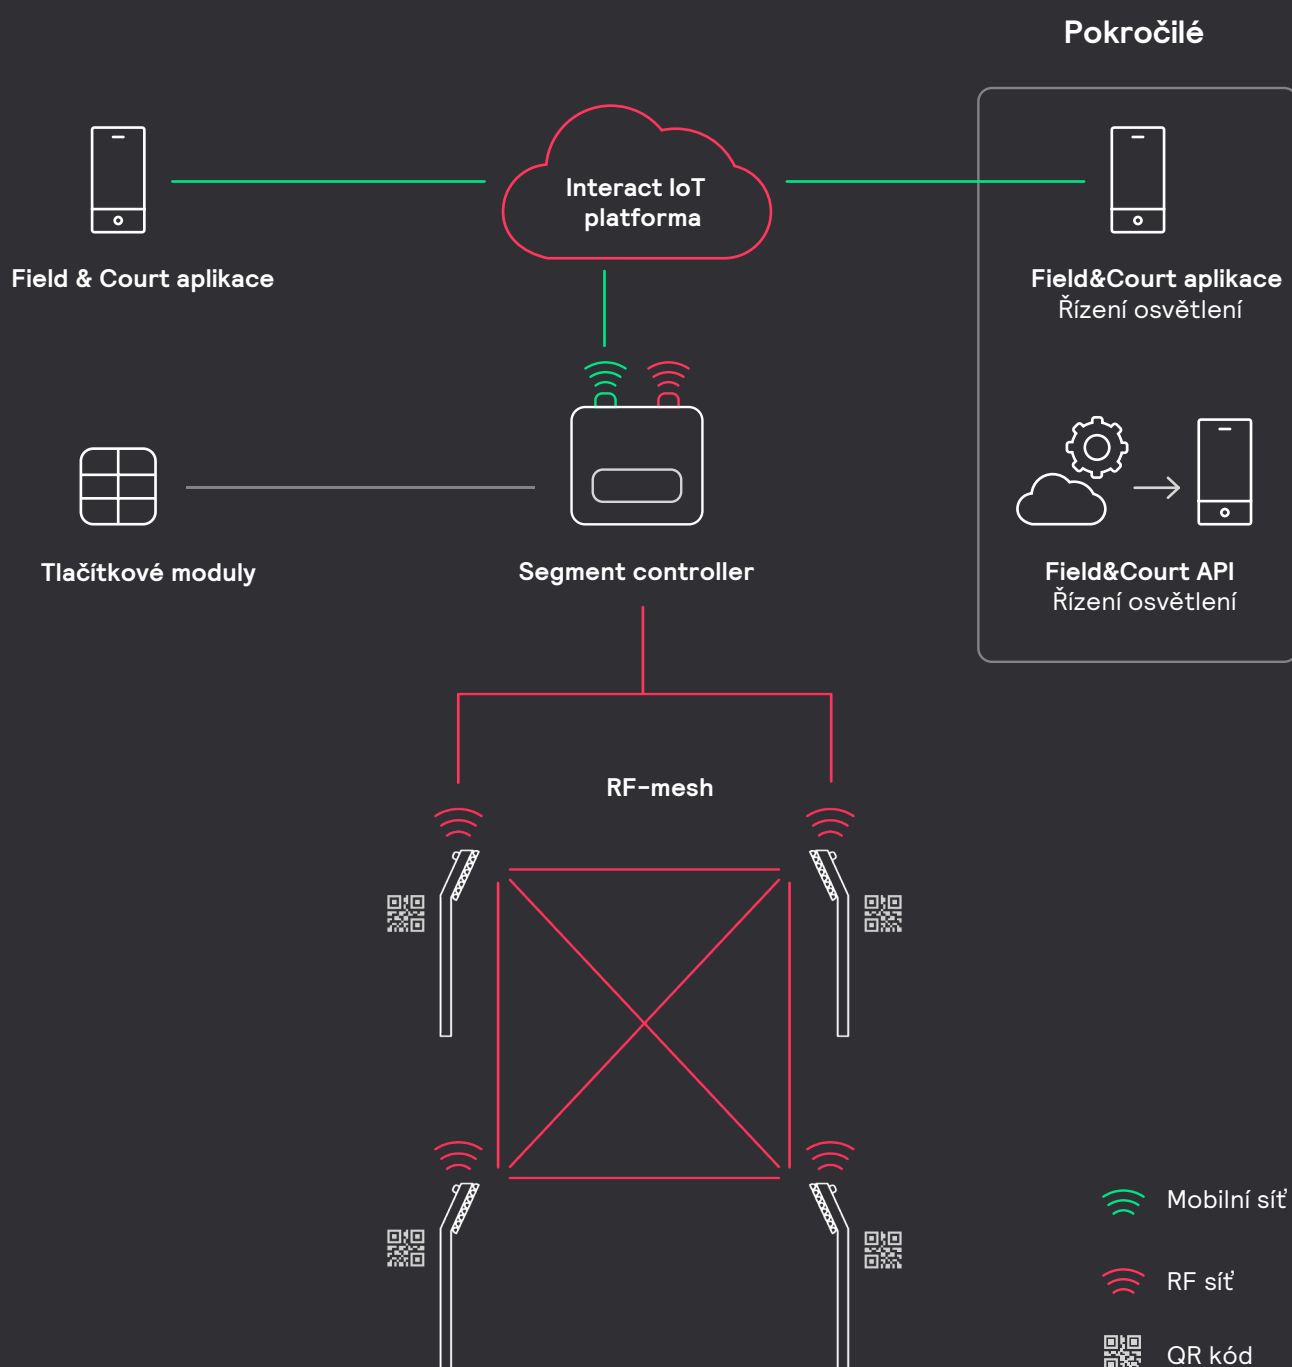 Pokročilé
Interact IoT
platforma
Field & Court aplikace
Field&Court aplikace
Řízení osvětlení
Tlačítkové moduly
Segment controller
Field&Court API
Řízení osvětlení
RF-mesh
Mobilní síť
RF síť
QR kód